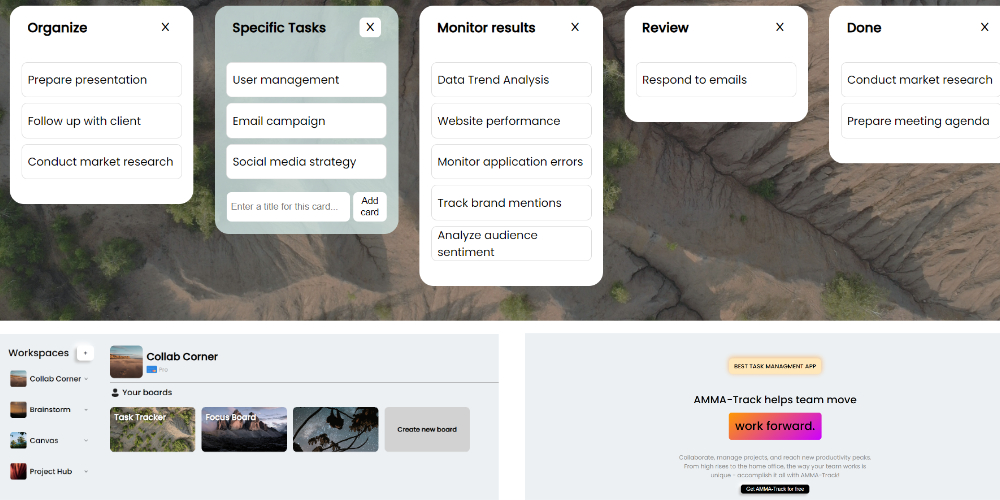 Organize X
Specific Tasks X
Monitor results X
Review X
Done X
Prepare presentation
Follow up with client
Conduct market research
User management
Email campaign
Social media strategy
Enter a title for this card...
Add
card
Data Trend Analysis
Website performance
Monitor application errors
Track brand mentions
Analyze audience
sentiment
Respond to emails
Conduct market research
Prepare meeting agenda
Workspaces +
Collab Corner
Brainstorm
Canvas
Project Hub
Collab Corner
Pro
Your boards
Task Tracker
Focus Board
Create new board
BEST TASK MANAGMENT APP
AMMA-Track helps team move
work forward.
Collaborate, manage projects, and reach new productivity peaks.
From high rises to the home office, the way your team works is
unique - accomplish it all with AMMA-Track!
Get AMMA-Track for free